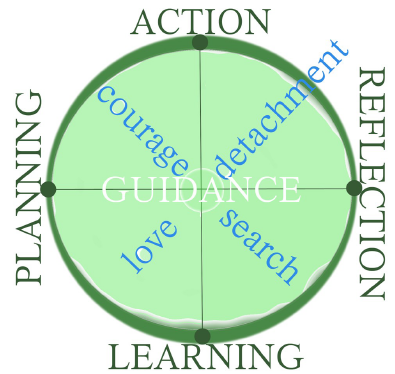 ACTION
courage
detachment
PLANNING
GUIDANCE
REFLECTION
love
search
LEARNING